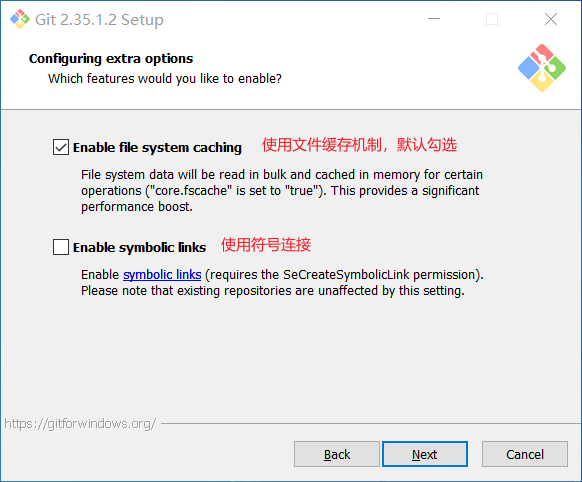 Git 2.35.1.2 Setup
Configuring extra options
Which features would you like to enable?
Enable file system caching 使用文件缓存机制，默认勾选
File system data will be read in bulk and cached in memory for certain
operations ("core.fscache" is set to "true"). This provides a significant
performance boost.
Enable symbolic links 使用符号连接
Enable symbolic links (requires the SeCreateSymbolicLink permission).
Please note that existing repositories are unaffected by this setting.
https://gitforwindows.org/
Back Next Cancel